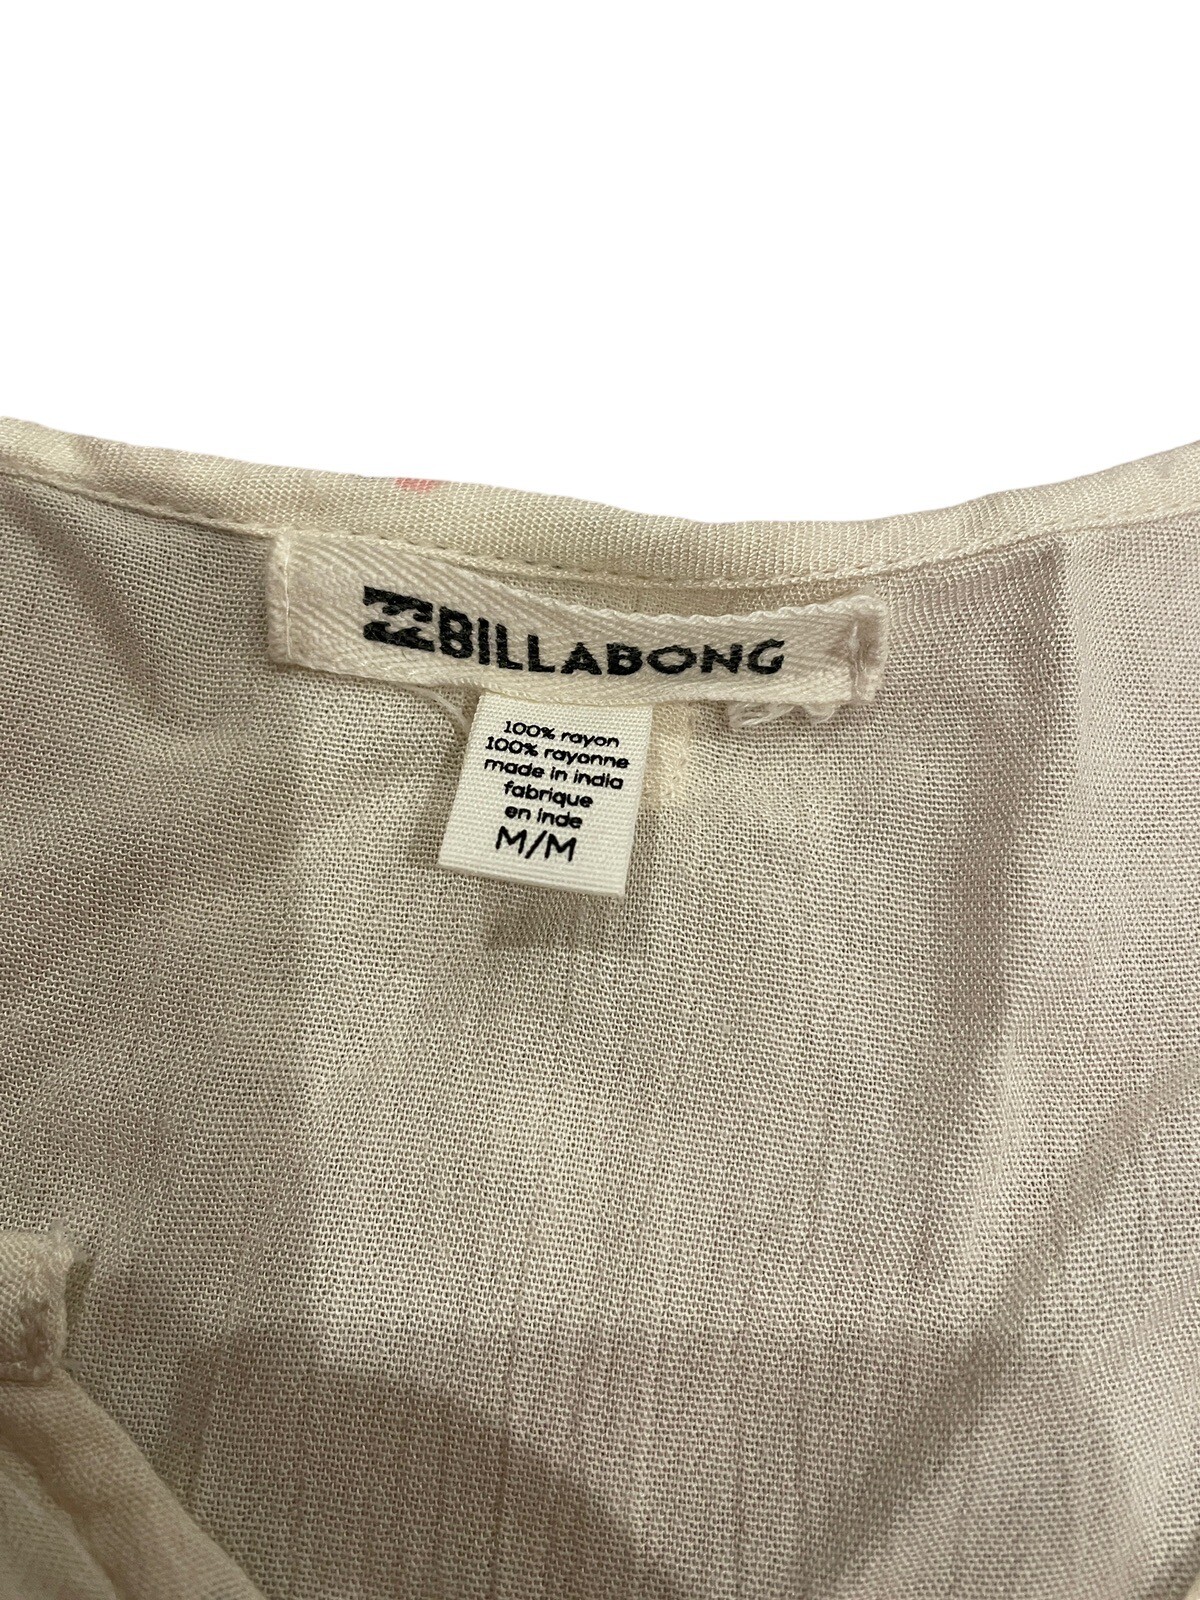 BILLABONG
100% rayon
100% rayonne
made in india
fabrique
en inde
M/M